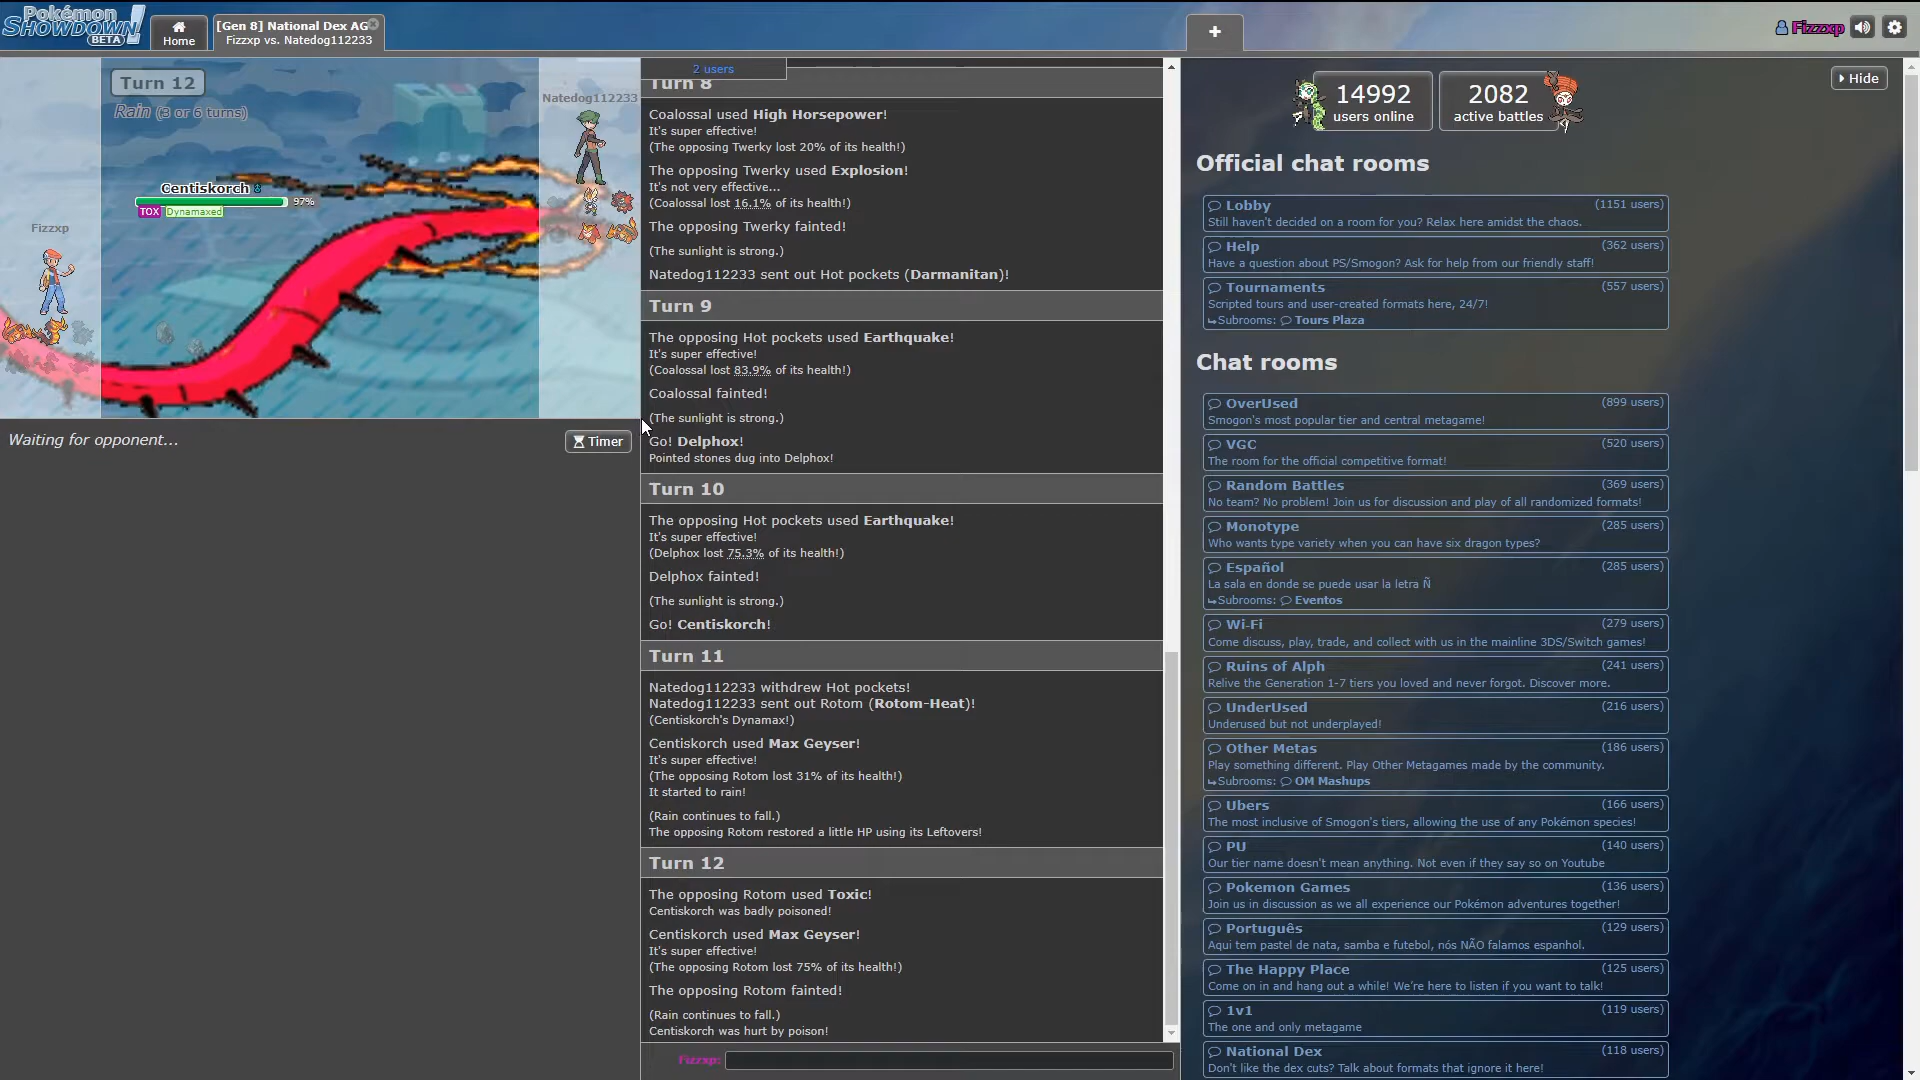 Pokémon
SHOWDOWN!
BETA
Home
[Gen 8] National Dex AG
Fizzxp vs. Natedog112233
+
Fizzxp
Turn 12
Rain (3 or 6 turns)
Natedog112233
Centiskorch
97%
TOX Dynamaxed
Fizzxp
Waiting for opponent...
Timer
2 users
Turn 8
Coalossal used High Horsepower!
It's super effective!
(The opposing Twerky lost 20% of its health!)
The opposing Twerky used Explosion!
It's not very effective...
(Coalossal lost 16.1% of its health!)
The opposing Twerky fainted!
(The sunlight is strong.)
Natedog112233 sent out Hot pockets (Darmanitan)!
Turn 9
The opposing Hot pockets used Earthquake!
It's super effective!
(Coalossal lost 83.9% of its health!)
Coalossal fainted!
(The sunlight is strong.)
Go! Delphox!
Pointed stones dug into Delphox!
Turn 10
The opposing Hot pockets used Earthquake!
It's super effective!
(Delphox lost 75.3% of its health!)
Delphox fainted!
(The sunlight is strong.)
Go! Centiskorch!
Turn 11
Natedog112233 withdrew Hot pockets!
Natedog112233 sent out Rotom (Rotom-Heat)!
(Centiskorch's Dynamax!)
Centiskorch used Max Geyser!
It's super effective!
(The opposing Rotom lost 31% of its health!)
It started to rain!
(Rain continues to fall.)
The opposing Rotom restored a little HP using its Leftovers!
Turn 12
The opposing Rotom used Toxic!
Centiskorch was badly poisoned!
Centiskorch used Max Geyser!
It's super effective!
(The opposing Rotom lost 75% of its health!)
The opposing Rotom fainted!
(Rain continues to fall.)
Centiskorch was hurt by poison!
Fizzxp:
Hide
14992
users online
2082
active battles
Official chat rooms
Lobby (1151 users)
Still haven't decided on a room for you? Relax here amidst the chaos.
Help (362 users)
Have a question about PS/Smogon? Ask for help from our friendly staff!
Tournaments (557 users)
Scripted tours and user-created formats here, 24/7!
↳Subrooms: Tours Plaza
Chat rooms
OverUsed (899 users)
Smogon's most popular tier and central metagame!
VGC (520 users)
The room for the official competitive format!
Random Battles (369 users)
No team? No problem! Join us for discussion and play of all randomized formats!
Monotype (285 users)
Who wants type variety when you can have six dragon types?
Español (285 users)
La sala en donde se puede usar la letra Ñ
↳Subrooms: Eventos
Wi-Fi (279 users)
Come discuss, play, trade, and collect with us in the mainline 3DS/Switch games!
Ruins of Alph (241 users)
Relive the Generation 1-7 tiers you loved and never forgot. Discover more.
UnderUsed (216 users)
Underused but not underplayed!
Other Metas (186 users)
Play something different. Play Other Metagames made by the community.
↳Subrooms: OM Mashups
Ubers (166 users)
The most inclusive of Smogon's tiers, allowing the use of any Pokémon species!
PU (140 users)
Our tier name doesn't mean anything. Not even if they say so on Youtube
Pokemon Games (136 users)
Join us in discussion as we all experience our Pokémon adventures together!
Português (129 users)
Aqui tem pastel de nata, samba e futebol, nós NÃO falamos espanhol.
The Happy Place (125 users)
Come on in and hang out a while! We're here to listen if you want to talk!
1v1 (119 users)
The one and only metagame
National Dex (118 users)
Don't like the dex cuts? Talk about formats that ignore it here!